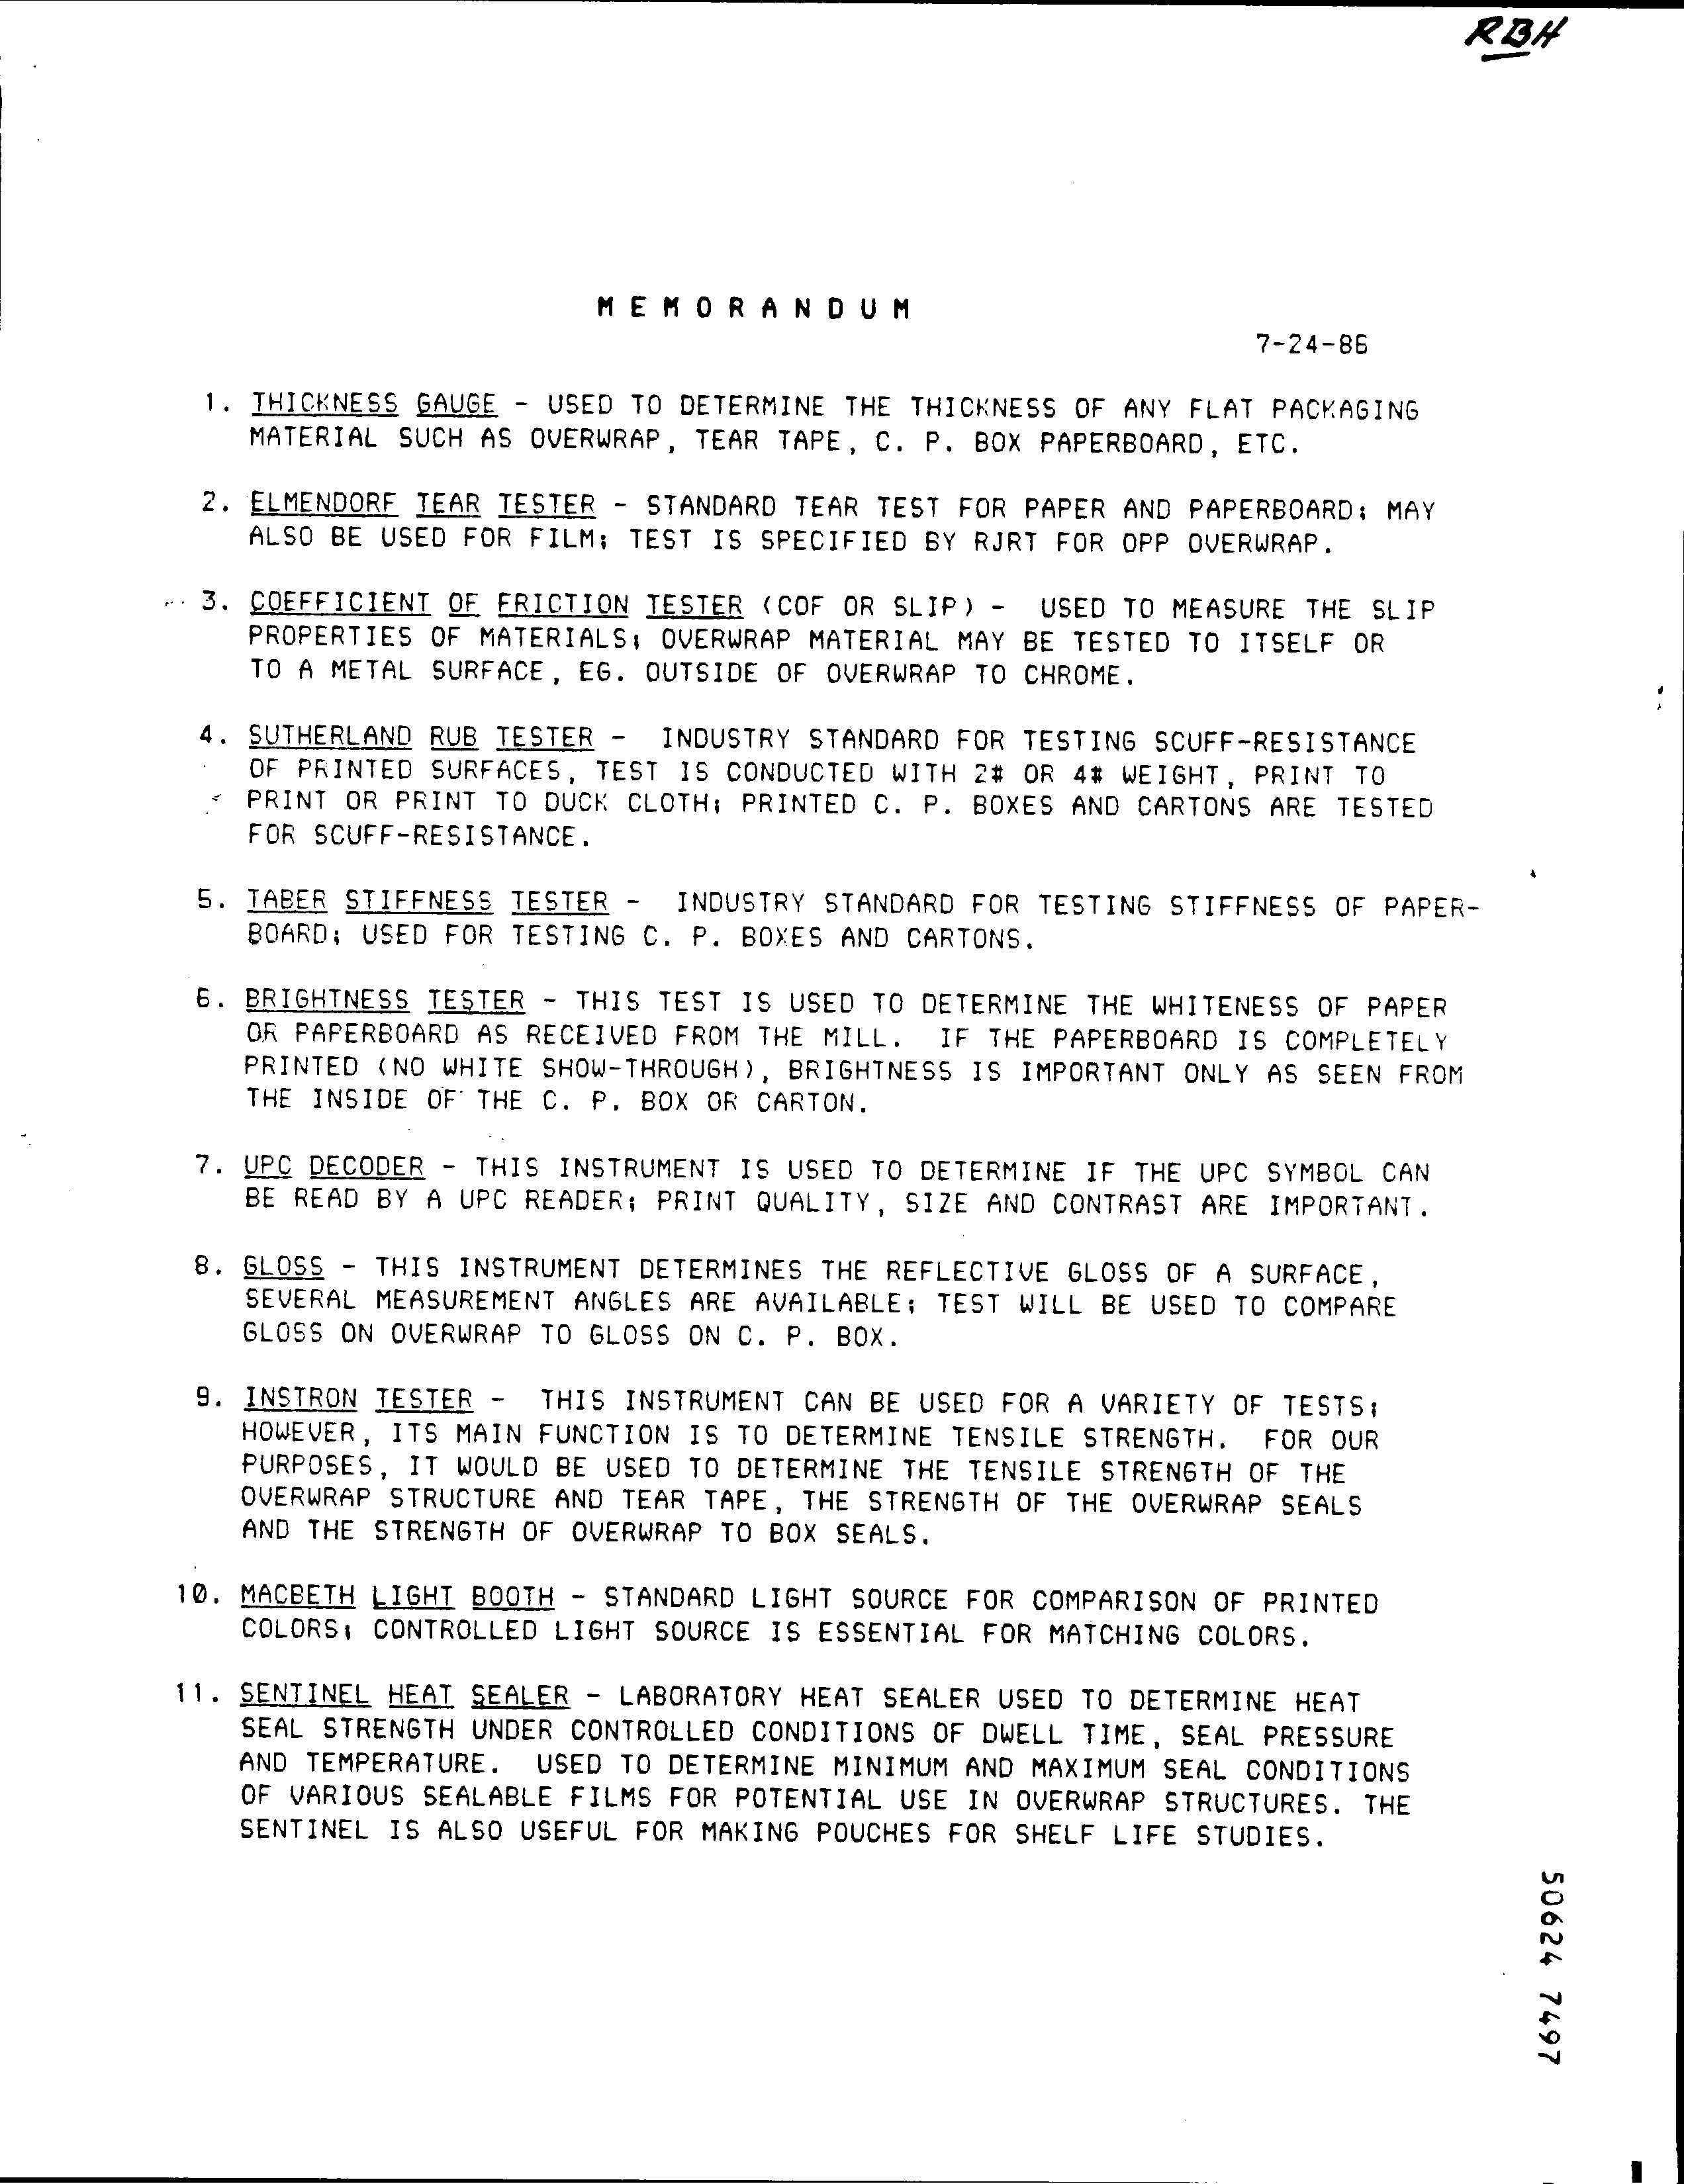 RBH
MEMORANDUM
7-24-86
1. THICKNESS GAUGE - USED TO DETERMINE THE THICKNESS OF ANY FLAT PACKAGING
MATERIAL SUCH AS OVERWRAP, TEAR TAPE, C. P. BOX PAPERBOARD, ETC.
2. ELMENDORF TEAR TESTER - STANDARD TEAR TEST FOR PAPER AND PAPERBOARD; MAY
ALSO BE USED FOR FILM; TEST IS SPECIFIED BY RJRT FOR OPP OVERWRAP.
3. COEFFICIENT OF FRICTION TESTER (COF OR SLIP) - USED TO MEASURE THE SLIP
PROPERTIES OF MATERIALS; OVERWRAP MATERIAL MAY BE TESTED TO ITSELF OR
TO A METAL SURFACE, EG. OUTSIDE OF OVERWRAP TO CHROME.
4. SUTHERLAND RUB TESTER - INDUSTRY STANDARD FOR TESTING SCUFF-RESISTANCE
OF PRINTED SURFACES, TEST IS CONDUCTED WITH 2# OR 4# WEIGHT, PRINT TO
PRINT OR PRINT TO DUCK CLOTH; PRINTED C. P. BOXES AND CARTONS ARE TESTED
FOR SCUFF-RESISTANCE.
5. TABER STIFFNESS TESTER - INDUSTRY STANDARD FOR TESTING STIFFNESS OF PAPER-
BOARD; USED FOR TESTING C. P. BOXES AND CARTONS.
6. BRIGHTNESS TESTER - THIS TEST IS USED TO DETERMINE THE WHITENESS OF PAPER
OR PAPERBOARD AS RECEIVED FROM THE MILL. IF THE PAPERBOARD IS COMPLETELY
PRINTED (NO WHITE SHOW-THROUGH), BRIGHTNESS IS IMPORTANT ONLY AS SEEN FROM
THE INSIDE OF THE C. P. BOX OR CARTON.
7. UPC DECODER - THIS INSTRUMENT IS USED TO DETERMINE IF THE UPC SYMBOL CAN
BE READ BY A UPC READER; PRINT QUALITY, SIZE AND CONTRAST ARE IMPORTANT.
8. GLOSS - THIS INSTRUMENT DETERMINES THE REFLECTIVE GLOSS OF A SURFACE,
SEVERAL MEASUREMENT ANGLES ARE AVAILABLE; TEST WILL BE USED TO COMPARE
GLOSS ON OVERWRAP TO GLOSS ON C. P. BOX.
9. INSTRON TESTER - THIS INSTRUMENT CAN BE USED FOR A VARIETY OF TESTS;
HOWEVER, ITS MAIN FUNCTION IS TO DETERMINE TENSILE STRENGTH. FOR OUR
PURPOSES, IT WOULD BE USED TO DETERMINE THE TENSILE STRENGTH OF THE
OVERWRAP STRUCTURE AND TEAR TAPE, THE STRENGTH OF THE OVERWRAP SEALS
AND THE STRENGTH OF OVERWRAP TO BOX SEALS.
10. MACBETH LIGHT BOOTH - STANDARD LIGHT SOURCE FOR COMPARISON OF PRINTED
COLORS; CONTROLLED LIGHT SOURCE IS ESSENTIAL FOR MATCHING COLORS.
11. SENTINEL HEAT SEALER - LABORATORY HEAT SEALER USED TO DETERMINE HEAT
SEAL STRENGTH UNDER CONTROLLED CONDITIONS OF DWELL TIME, SEAL PRESSURE
AND TEMPERATURE. USED TO DETERMINE MINIMUM AND MAXIMUM SEAL CONDITIONS
OF VARIOUS SEALABLE FILMS FOR POTENTIAL USE IN OVERWRAP STRUCTURES. THE
SENTINEL IS ALSO USEFUL FOR MAKING POUCHES FOR SHELF LIFE STUDIES.
50624 7497